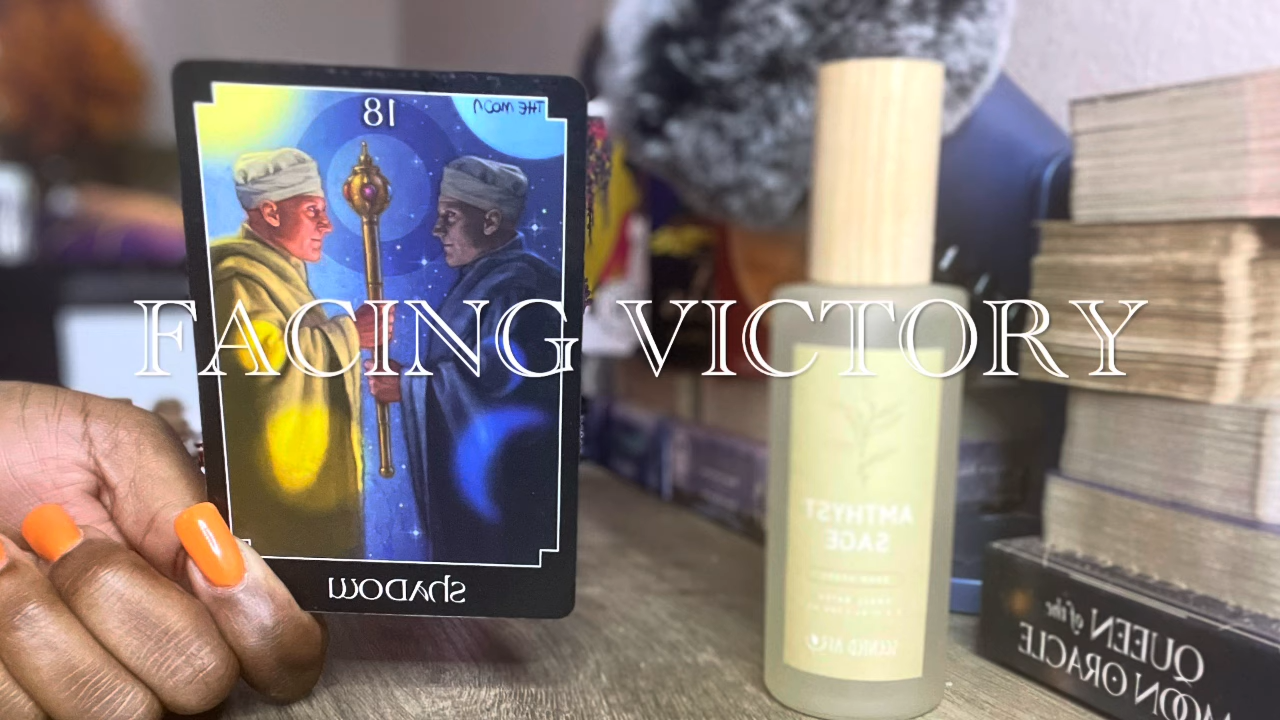 18
THE MOON
FACING VICTORY
SHADOW
AMTHYST
SAGE
QUEEN of the
MOON ORACLE